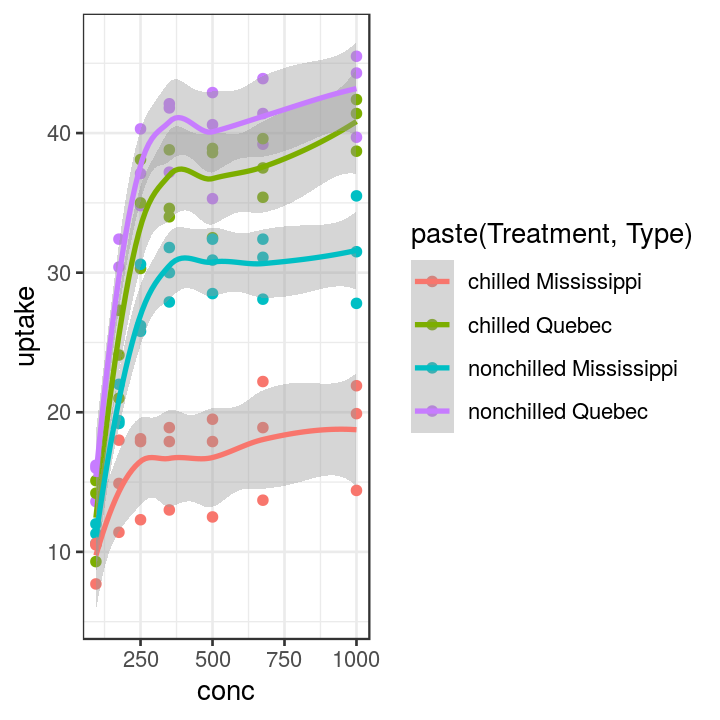 uptake
40
30
20
10
250 500 750 1000
conc
paste(Treatment, Type)
chilled Mississippi
chilled Quebec
nonchilled Mississippi
nonchilled Quebec